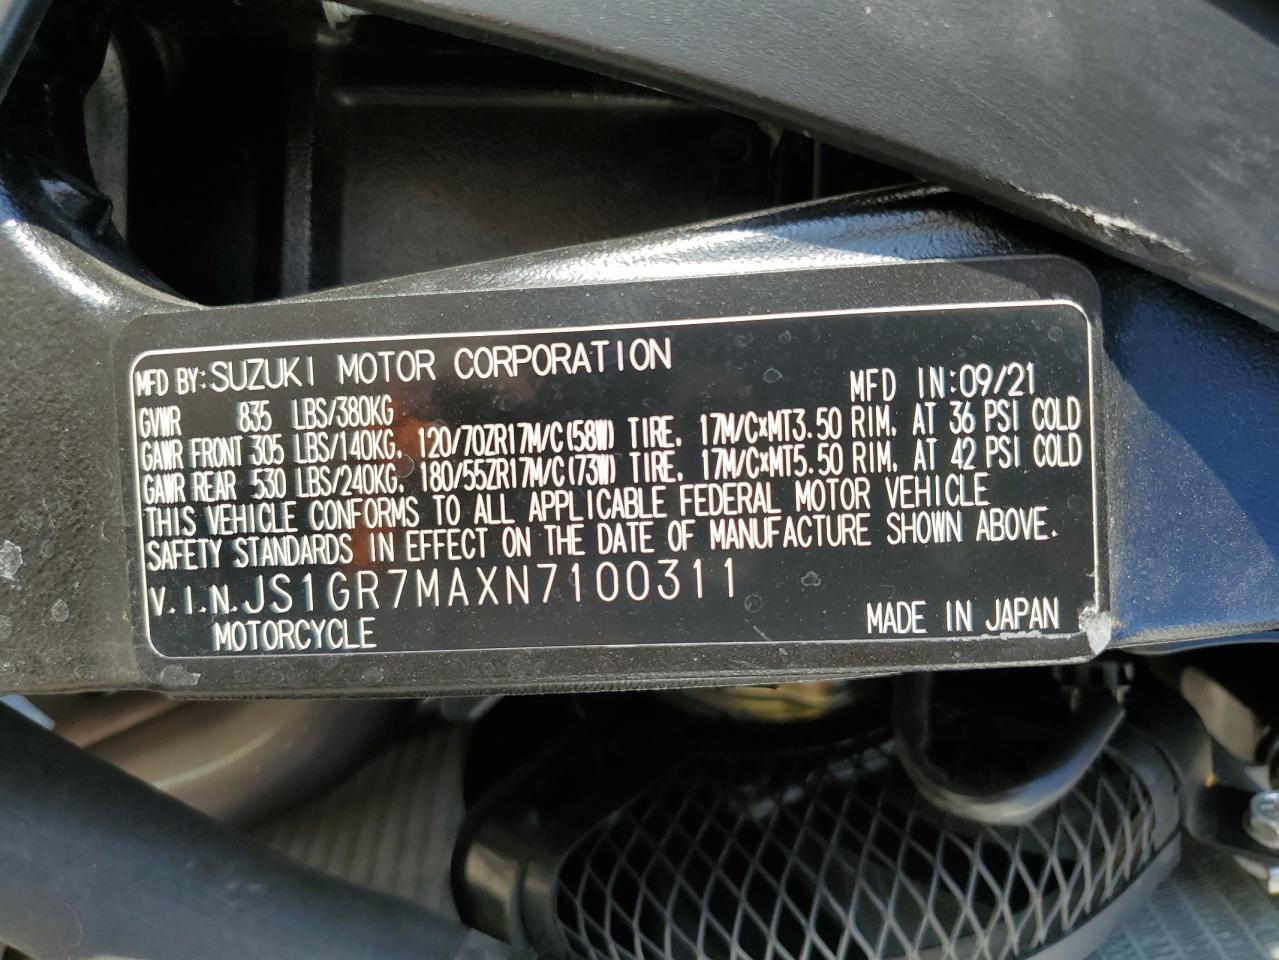 MFD BY:SUZUKI MOTOR CORPORATION MFD IN:09/21
GVWR 835 LBS/380KG
GAWR FRONT 305 LBS/140KG, 120/70ZR17M/C(58W) TIRE, 17M/CxMT3.50 RIM, AT 36 PSI COLD
GAWR REAR 530 LBS/240KG, 180/55ZR17M/C(73W) TIRE, 17M/CxMT5.50 RIM, AT 42 PSI COLD
THIS VEHICLE CONFORMS TO ALL APPLICABLE FEDERAL MOTOR VEHICLE
SAFETY STANDARDS IN EFFECT ON THE DATE OF MANUFACTURE SHOWN ABOVE.
V.I.N.JS1GR7MAXN7100311
MOTORCYCLE MADE IN JAPAN